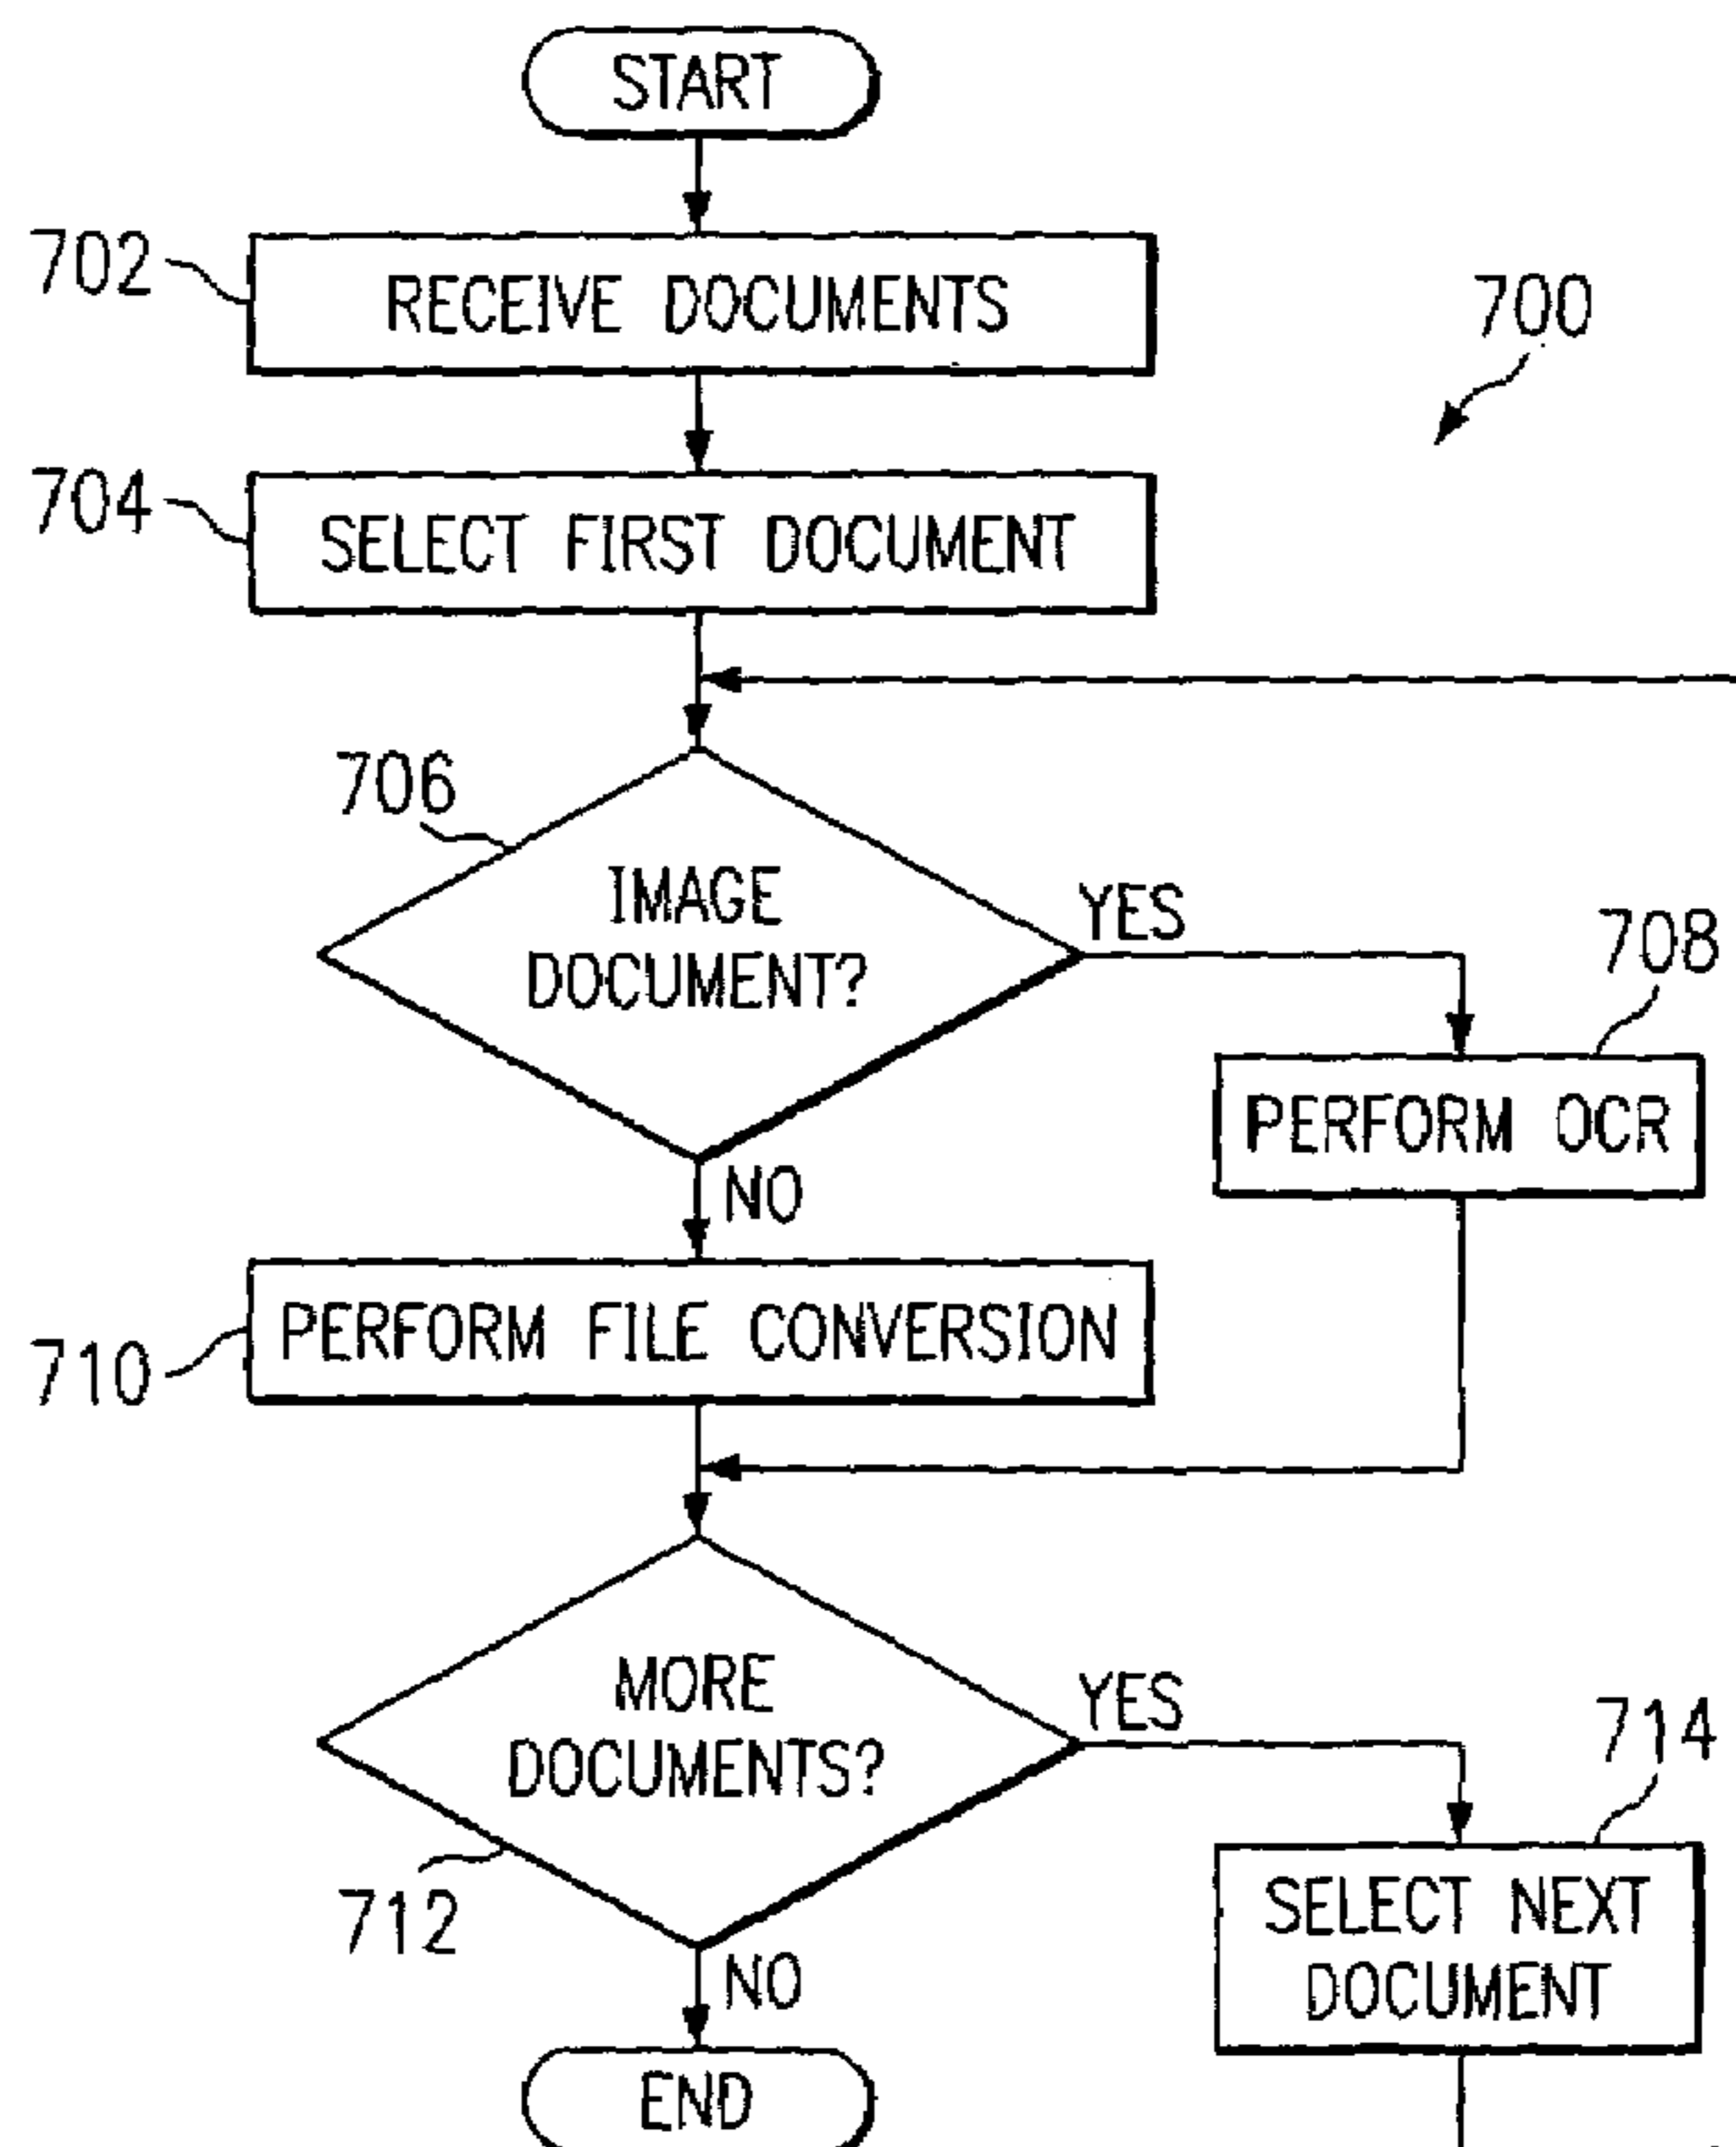 START
702
RECEIVE DOCUMENTS
700
704
SELECT FIRST DOCUMENT
706
IMAGE
DOCUMENT?
YES
708
PERFORM OCR
NO
710
PERFORM FILE CONVERSION
MORE
DOCUMENTS?
YES
714
712
SELECT NEXT
DOCUMENT
NO
END